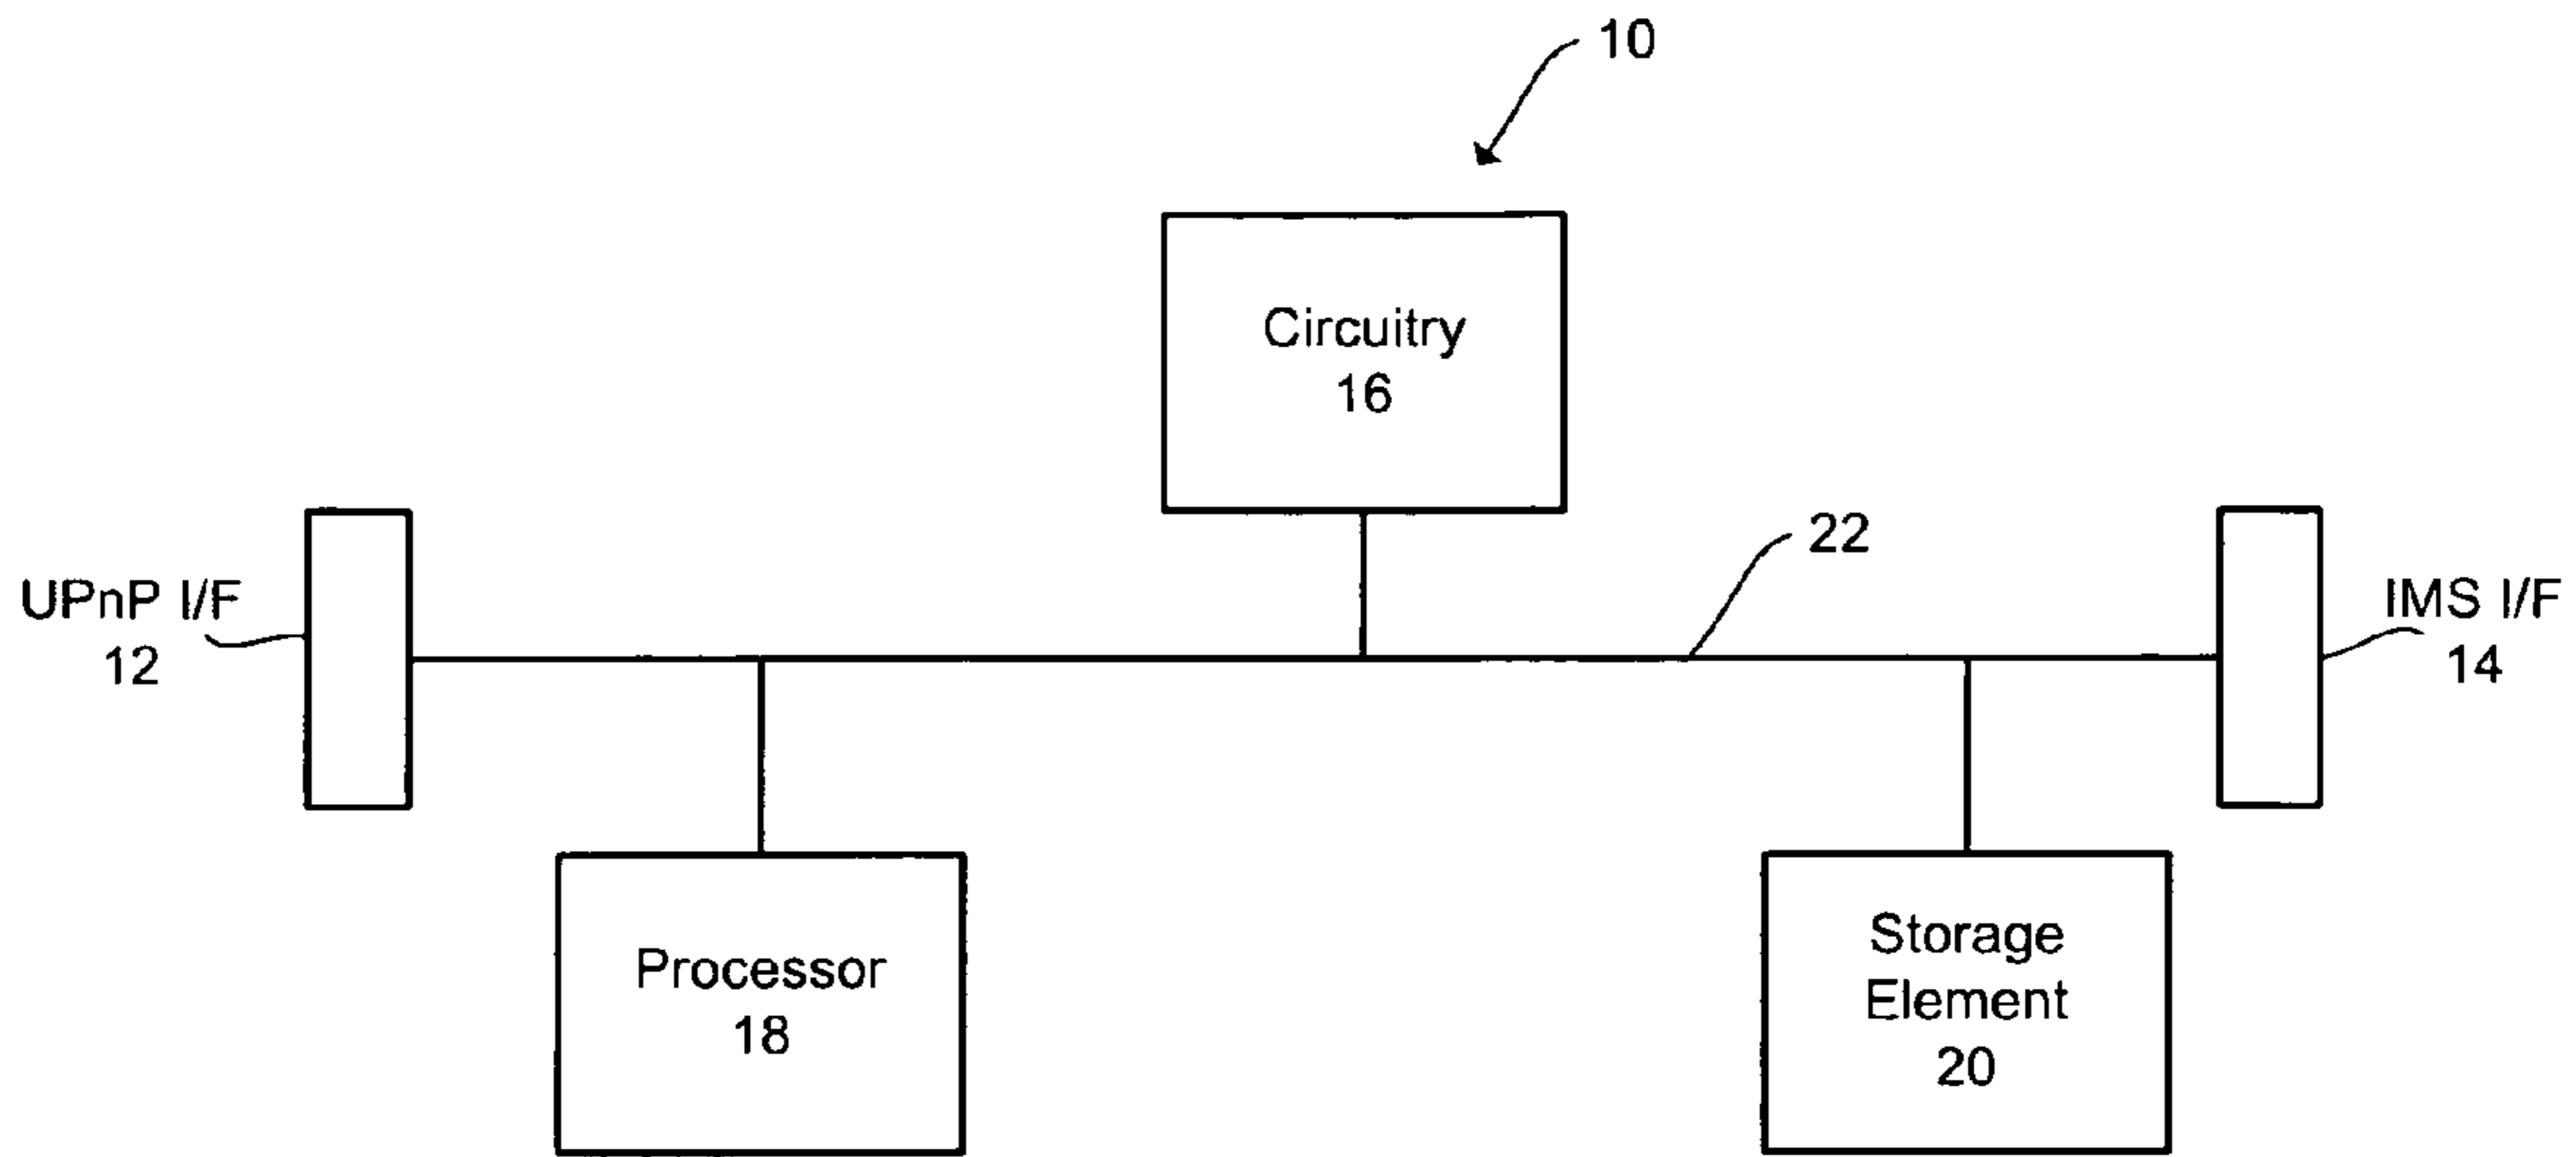 10
Circuitry
16
22
UPnP I/F
12
IMS I/F
14
Processor
18
Storage
Element
20